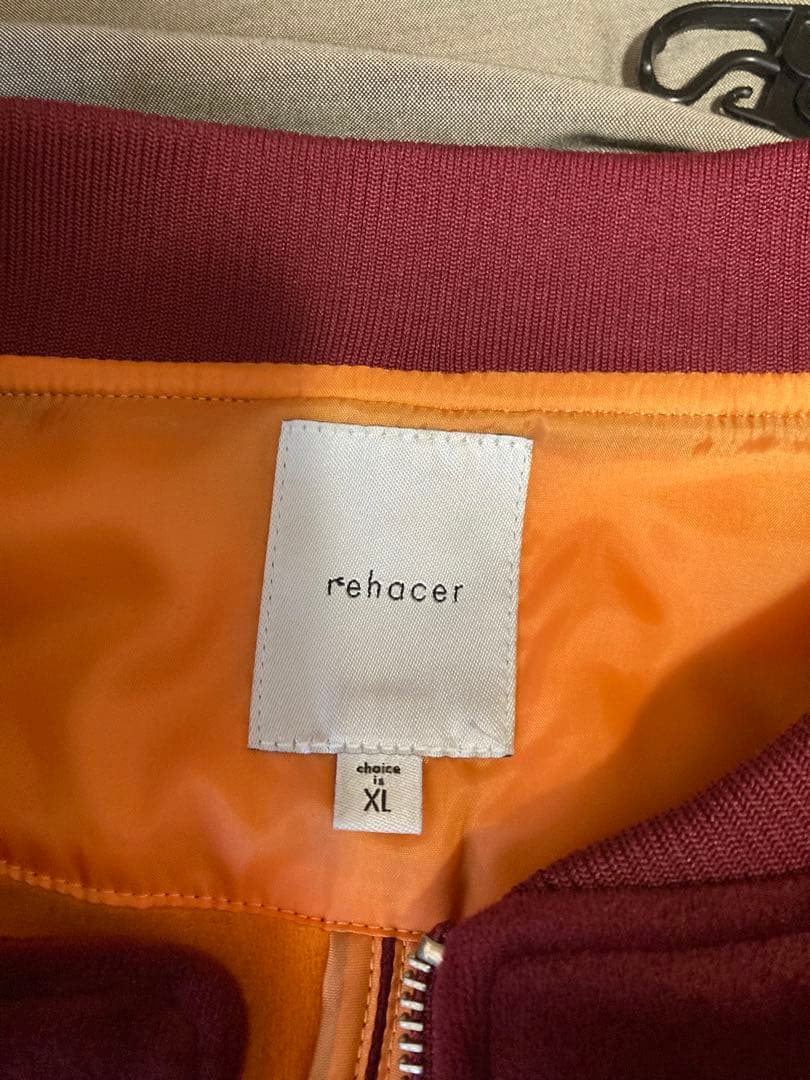 rehacer
choice
is
XL